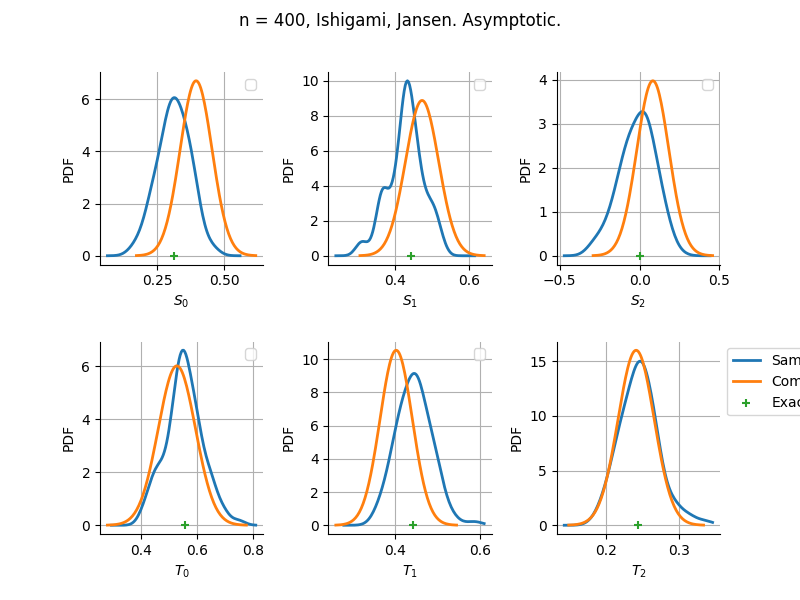 n = 400, Ishigami, Jansen. Asymptotic.
PDF
6
4
2
0
0.25
0.50
S0
PDF
10
8
6
4
2
0
0.4
0.6
S1
PDF
4
3
2
1
0
−0.5
0.0
0.5
S2
PDF
6
4
2
0
0.4
0.6
0.8
T0
PDF
10
8
6
4
2
0
0.4
0.6
T1
PDF
15
10
5
0
0.2
0.3
T2
Sam
Com
Exac